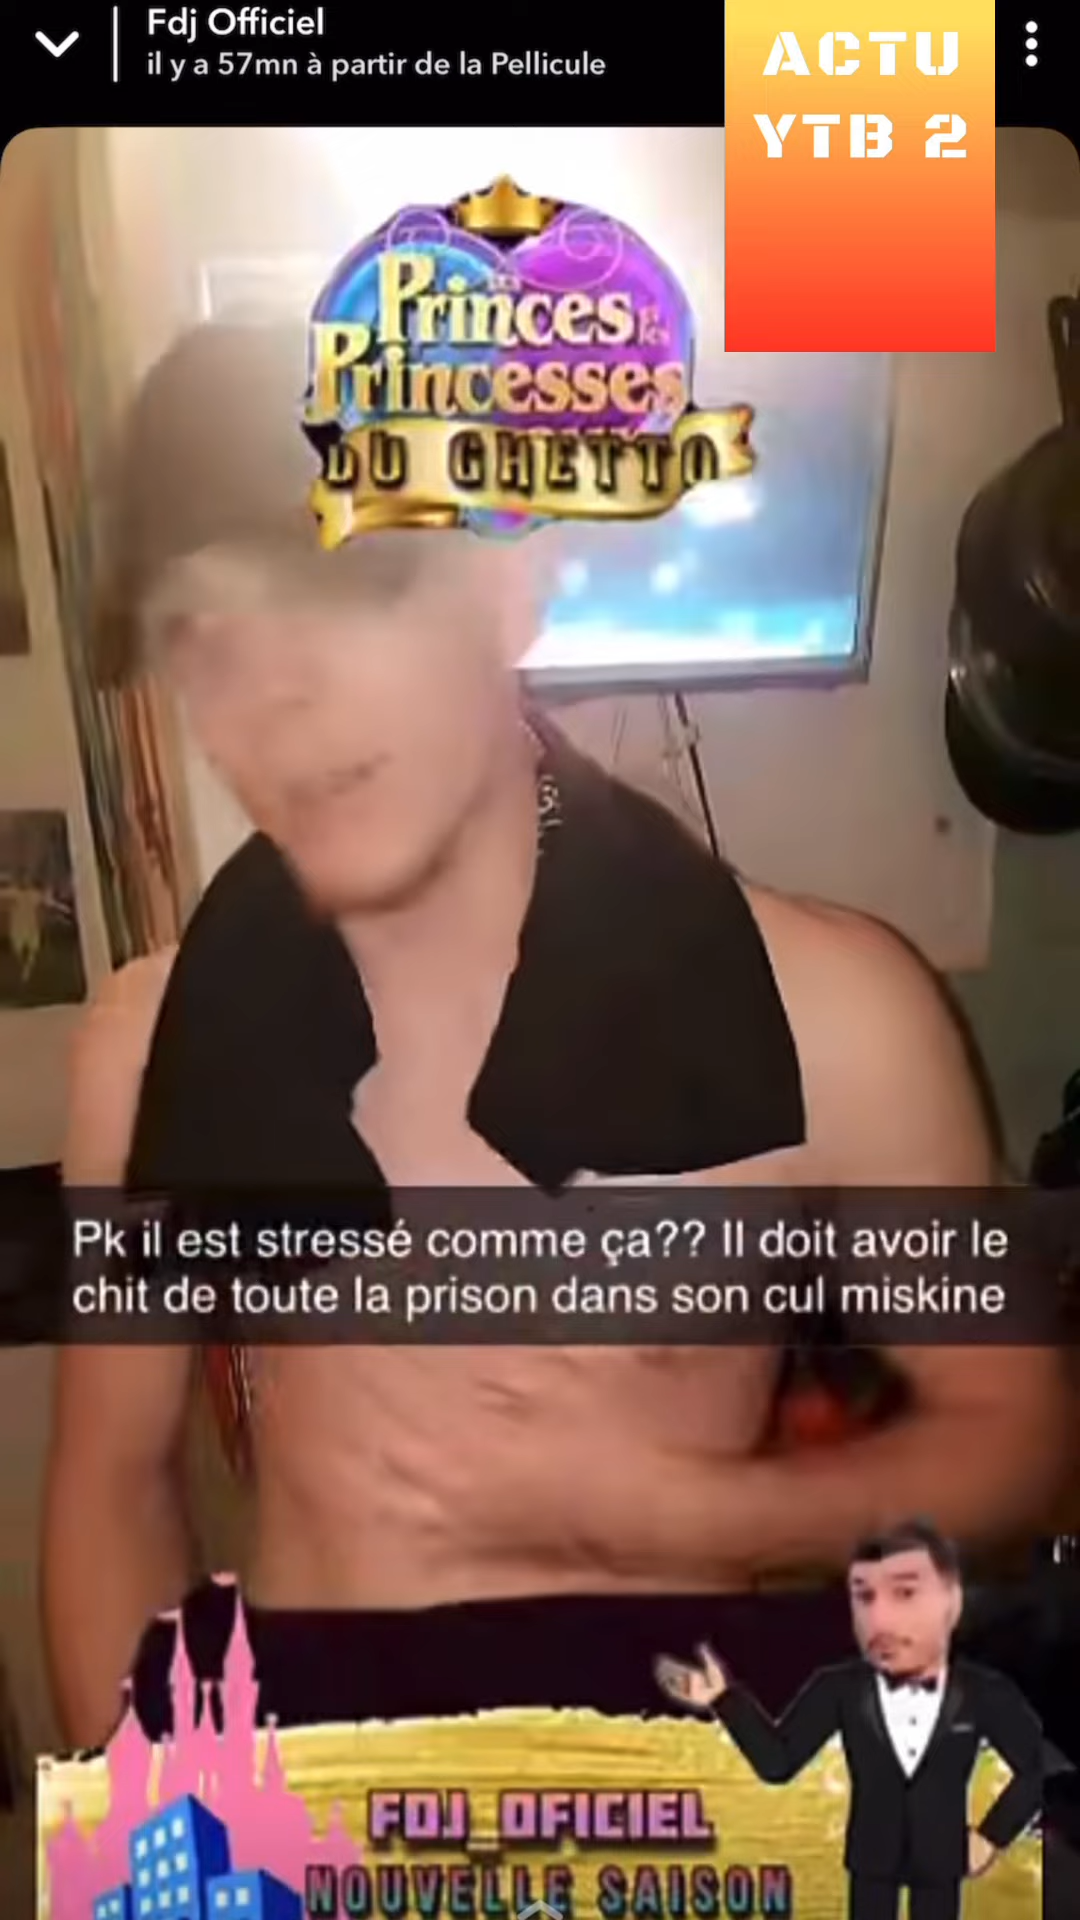 Fdj Officiel
il y a 57mn à partir de la Pellicule
ACTU
YTB 2
Princes
Princesses
DU GHETTO
Pk il est stressé comme ça?? Il doit avoir le
chit de toute la prison dans son cul miskine
FDJ_OFICIEL
NOUVELLE SAISON